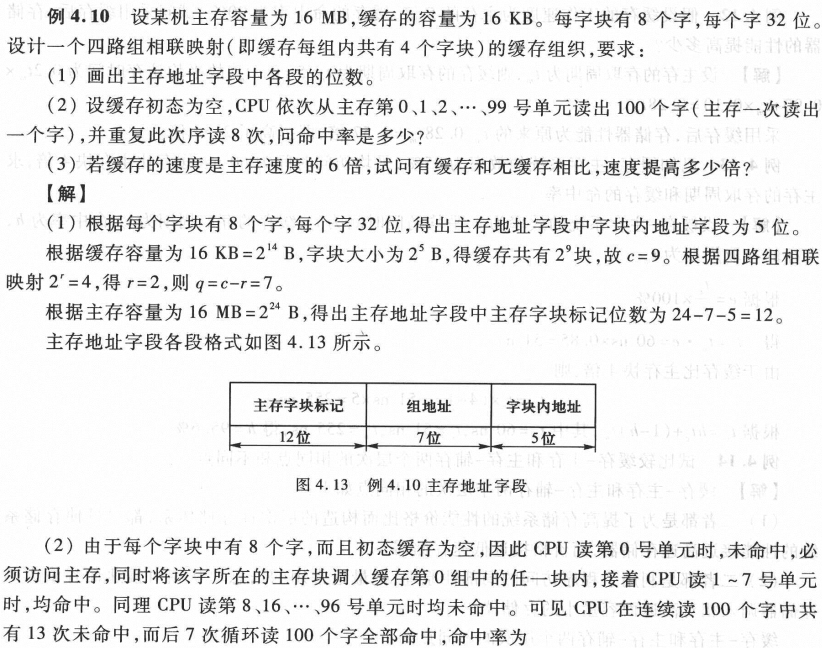 例 4.10 设某机主存容量为 16 MB,缓存的容量为 16 KB。每字块有 8 个字,每个字 32 位。
设计一个四路组相联映射(即缓存每组内共有 4 个字块)的缓存组织,要求:
(1) 画出主存地址字段中各段的位数。
(2) 设缓存初态为空,CPU 依次从主存第 0、1、2、…、99 号单元读出 100 个字(主存一次读出
一个字),并重复此次序读 8 次,问命中率是多少?
(3) 若缓存的速度是主存速度的 6 倍,试问有缓存和无缓存相比,速度提高多少倍?
【解】
(1) 根据每个字块有 8 个字,每个字 32 位,得出主存地址字段中字块内地址字段为 5 位。
根据缓存容量为 16 KB=2¹⁴ B,字块大小为 2⁵ B,得缓存共有 2⁹块,故 c=9。根据四路组相联
映射 2ʳ=4,得 r=2,则 q=c-r=7。
根据主存容量为 16 MB=2²⁴ B,得出主存地址字段中主存字块标记位数为 24-7-5=12。
主存地址字段各段格式如图 4.13 所示。
主存字块标记 组地址 字块内地址
12位 7位 5位
图 4.13 例 4.10 主存地址字段
(2) 由于每个字块中有 8 个字,而且初态缓存为空,因此 CPU 读第 0 号单元时,未命中,必
须访问主存,同时将该字所在的主存块调入缓存第 0 组中的任一块内,接着 CPU 读 1~7 号单元
时,均命中。同理 CPU 读第 8、16、…、96 号单元时均未命中。可见 CPU 在连续读 100 个字中共
有 13 次未命中,而后 7 次循环读 100 个字全部命中,命中率为